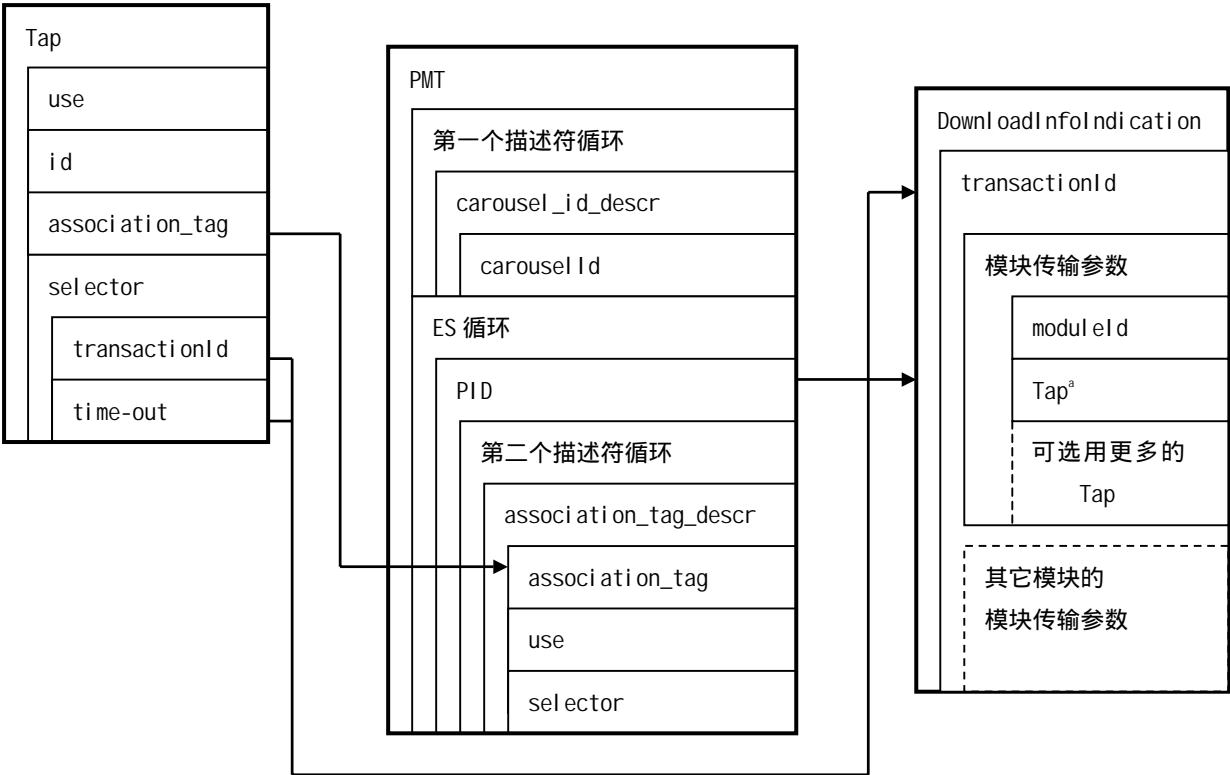 Tap
use
id
association_tag
selector
transactionId
time-out
PMT
第一个描述符循环
carousel_id_descr
carouselId
ES 循环
PID
第二个描述符循环
association_tag_descr
association_tag
use
selector
DownloadInfoIndication
transactionId
模块传输参数
moduleId
Tapᵃ
可选用更多的
Tap
其它模块的
模块传输参数